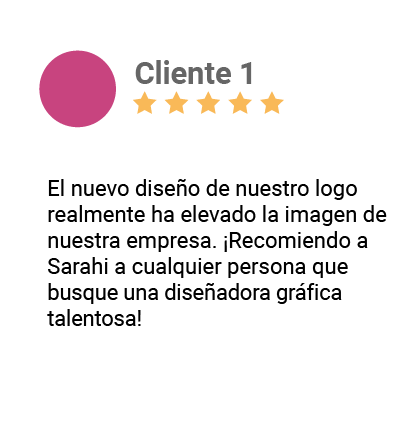 Cliente 1
El nuevo diseño de nuestro logo
realmente ha elevado la imagen de
nuestra empresa. ¡Recomiendo a
Sarahi a cualquier persona que
busque una diseñadora gráfica
talentosa!